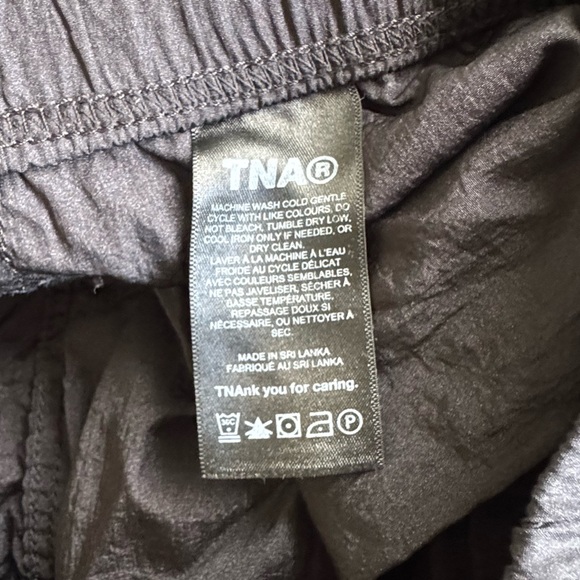 TNA®
MACHINE WASH COLD GENTLE
CYCLE WITH LIKE COLOURS, DO
NOT BLEACH, TUMBLE DRY LOW,
COOL IRON ONLY IF NEEDED, OR
DRY CLEAN.
LAVER À LA MACHINE À L'EAU
FROIDE AU CYCLE DÉLICAT
AVEC COULEURS SEMBLABLES,
NE PAS JAVELISER, SÉCHER À
BASSE TEMPÉRATURE,
REPASSAGE DOUX SI
NÉCESSAIRE, OU NETTOYER À
SEC.
MADE IN SRI LANKA
FABRIQUÉ AU SRI LANKA
TNAnk you for caring.
30C P